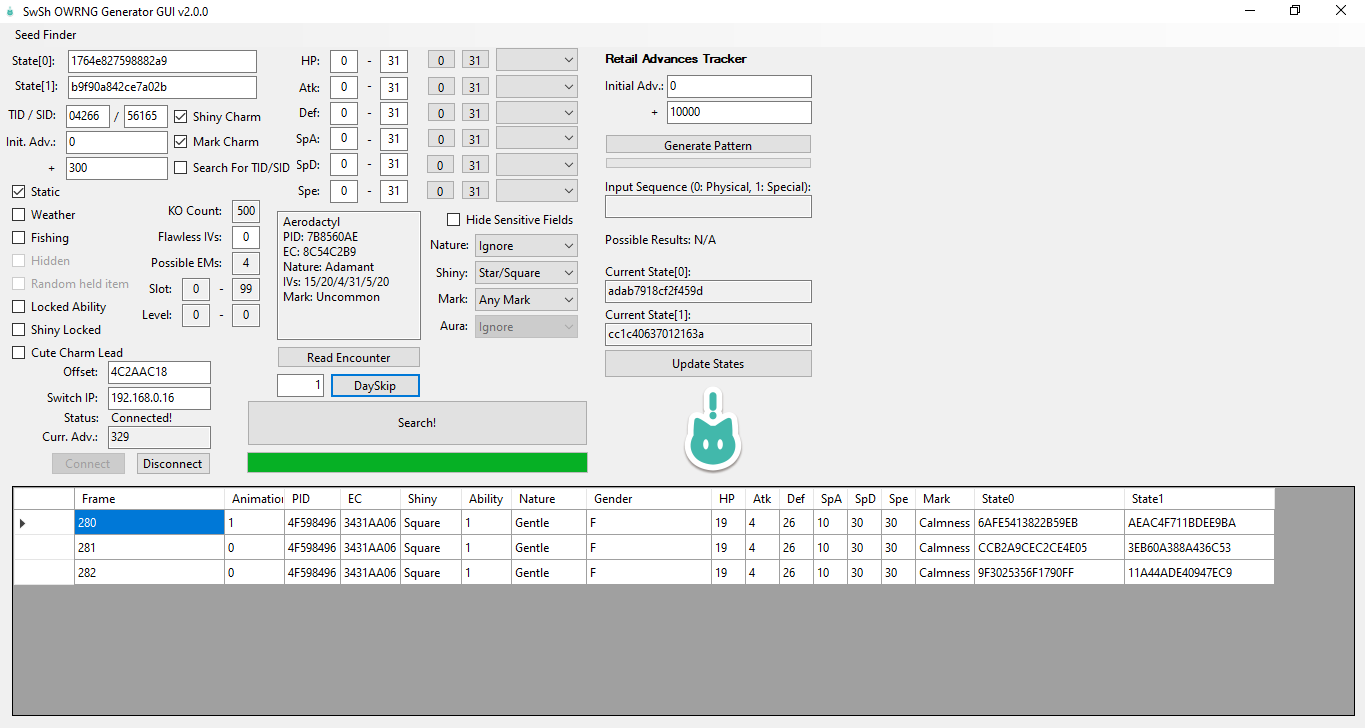 SwSh OWRNG Generator GUI v2.0.0
Seed Finder
State[0]: 1764e827598882a9
State[1]: b9f90a842ce7a02b
TID / SID: 04266 / 56165 Shiny Charm
Init. Adv.: 0 Mark Charm
+ 300 Search For TID/SID
Static
Weather
Fishing
Hidden
Random held item
Locked Ability
Shiny Locked
Cute Charm Lead
KO Count: 500
Flawless IVs: 0
Possible EMs: 4
Slot: 0 - 99
Level: 0 - 0
Offset: 4C2AAC18
Switch IP: 192.168.0.16
Status: Connected!
Curr. Adv.: 329
Connect Disconnect
HP: 0 - 31 0 31
Atk: 0 - 31 0 31
Def: 0 - 31 0 31
SpA: 0 - 31 0 31
SpD: 0 - 31 0 31
Spe: 0 - 31 0 31
Aerodactyl
PID: 7B8560AE
EC: 8C54C2B9
Nature: Adamant
IVs: 15/20/4/31/5/20
Mark: Uncommon
Hide Sensitive Fields
Nature: Ignore
Shiny: Star/Square
Mark: Any Mark
Aura: Ignore
Read Encounter
1 DaySkip
Search!
Retail Advances Tracker
Initial Adv.: 0
+ 10000
Generate Pattern
Input Sequence (0: Physical, 1: Special):
Possible Results: N/A
Current State[0]:
adab7918cf2f459d
Current State[1]:
cc1c40637012163a
Update States
Frame Animation PID EC Shiny Ability Nature Gender HP Atk Def SpA SpD Spe Mark State0 State1
280 1 4F598496 3431AA06 Square 1 Gentle F 19 4 26 10 30 30 Calmness 6AFE5413822B59EB AEAC4F711BDEE9BA
281 0 4F598496 3431AA06 Square 1 Gentle F 19 4 26 10 30 30 Calmness CCB2A9CEC2CE4E05 3EB60A388A436C53
282 0 4F598496 3431AA06 Square 1 Gentle F 19 4 26 10 30 30 Calmness 9F3025356F1790FF 11A44ADE40947EC9